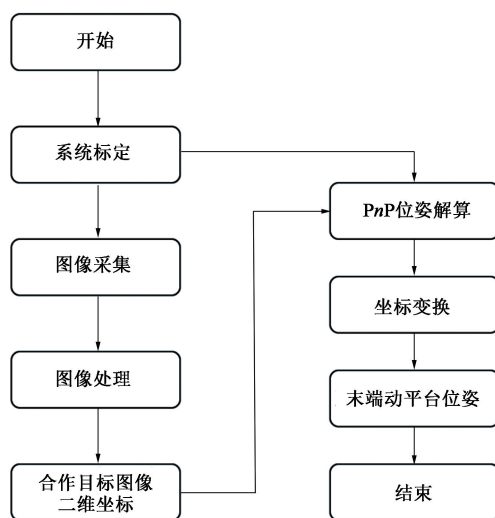 开始
系统标定
图像采集
图像处理
合作目标图像
二维坐标
PnP位姿解算
坐标变换
末端动平台位姿
结束